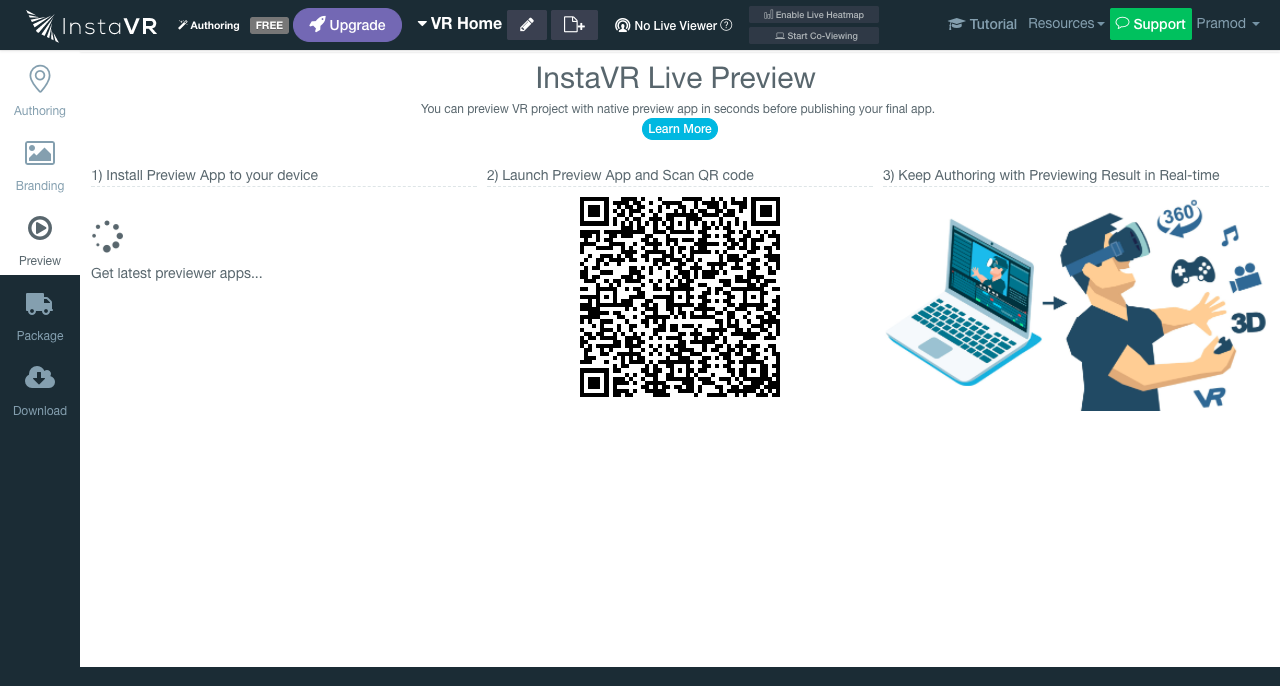 InstaVR
Authoring
FREE
Upgrade
VR Home
No Live Viewer
Enable Live Heatmap
Start Co-Viewing
Tutorial
Resources
Support
Pramod
Authoring
Branding
Preview
Package
Download
InstaVR Live Preview
You can preview VR project with native preview app in seconds before publishing your final app.
Learn More
1) Install Preview App to your device
Get latest previewer apps...
2) Launch Preview App and Scan QR code
3) Keep Authoring with Previewing Result in Real-time
360°
3D
VR